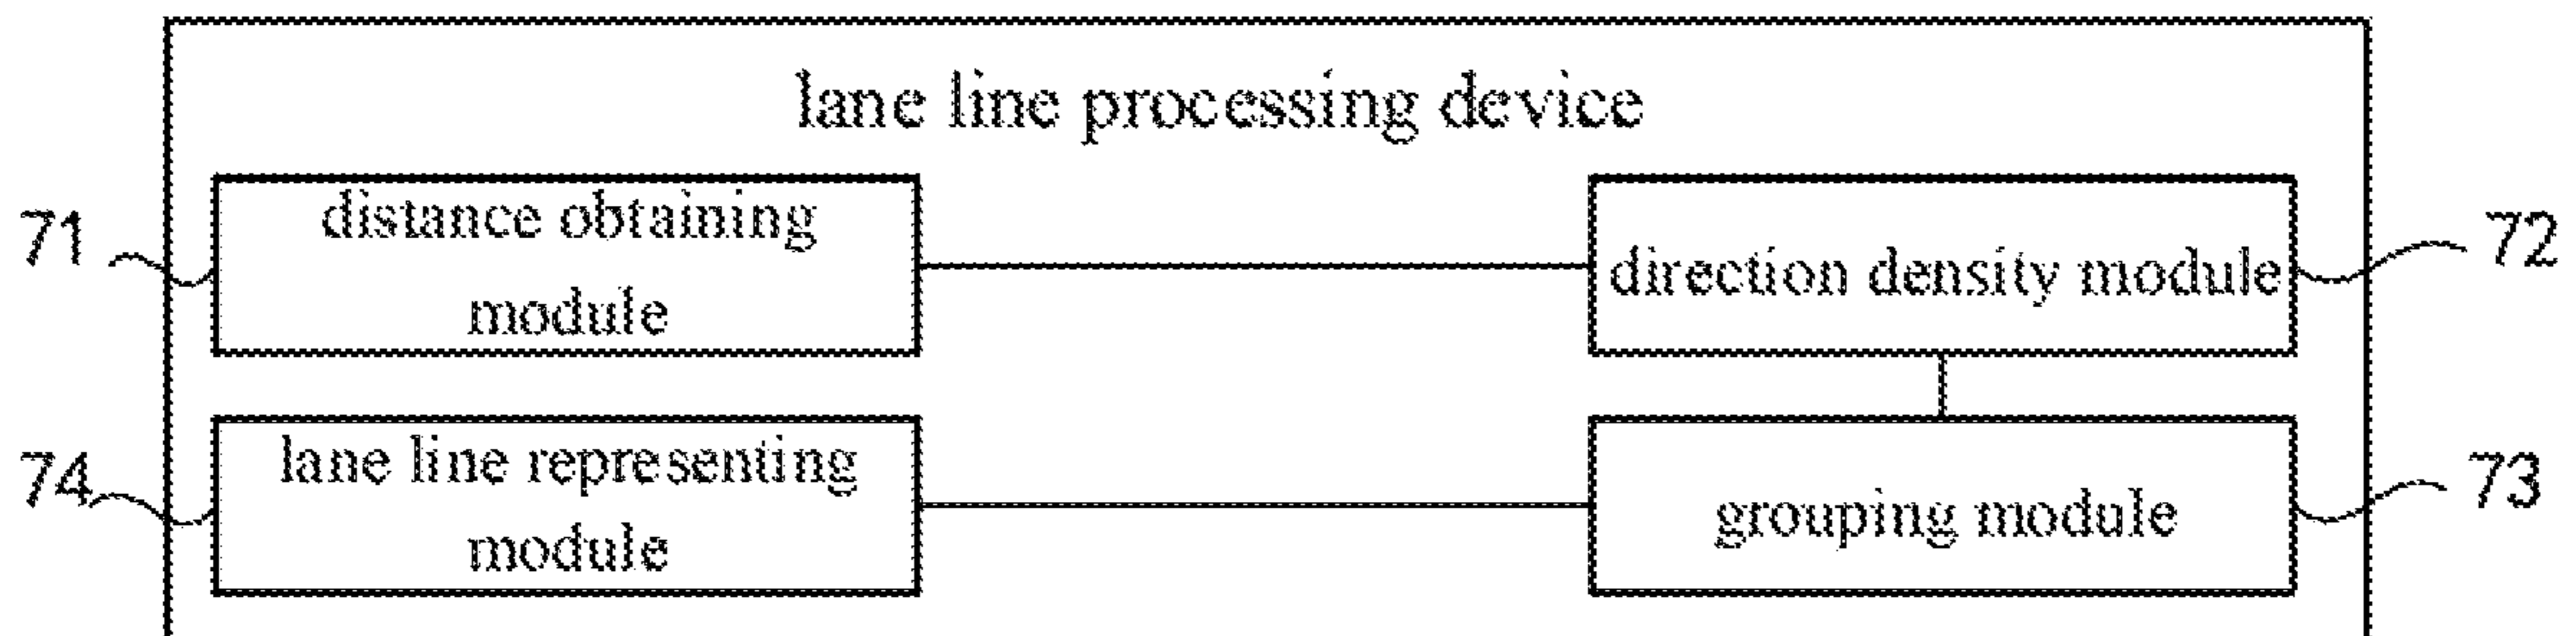 lane line processing device
71
distance obtaining
module
direction density module
72
74
lane line representing
module
grouping module
73